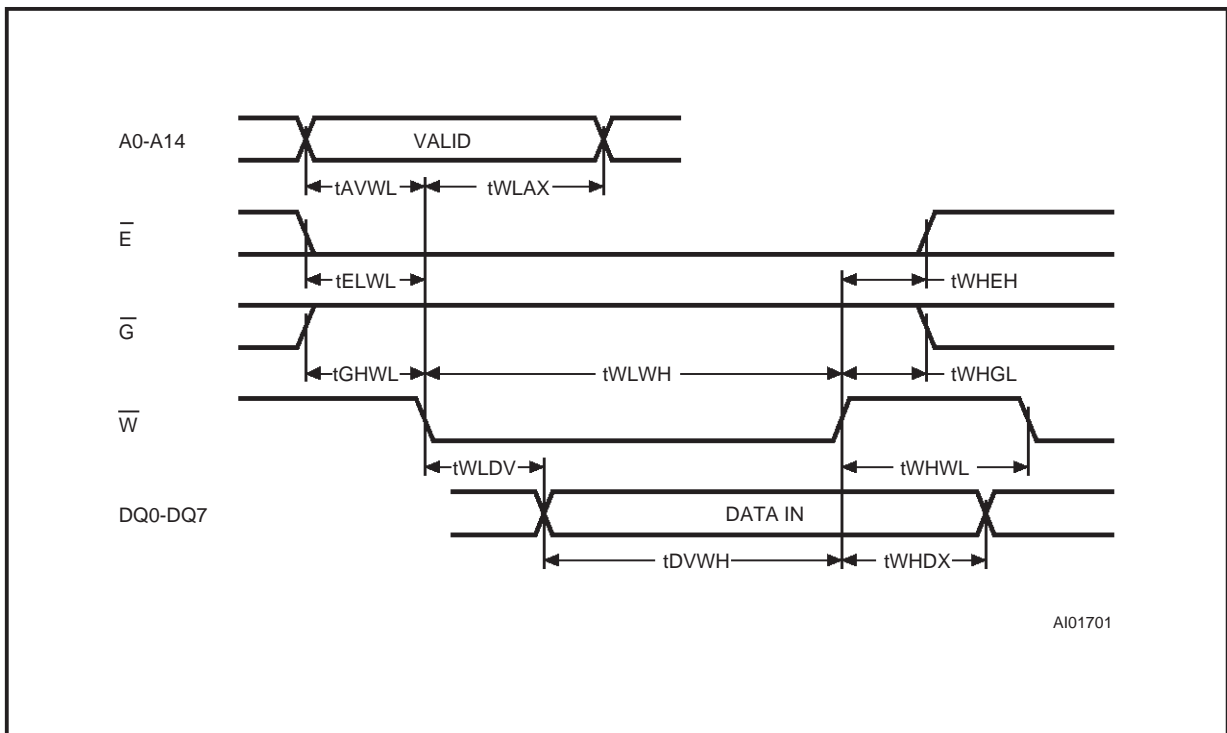 A0-A14 VALID
tAVWL tWLAX
E̅
tELWL tWHEH
G̅
tGHWL tWLWH tWHGL
W̅
tWLDV tWHWL
DQ0-DQ7 DATA IN
tDVWH tWHDX
AI01701